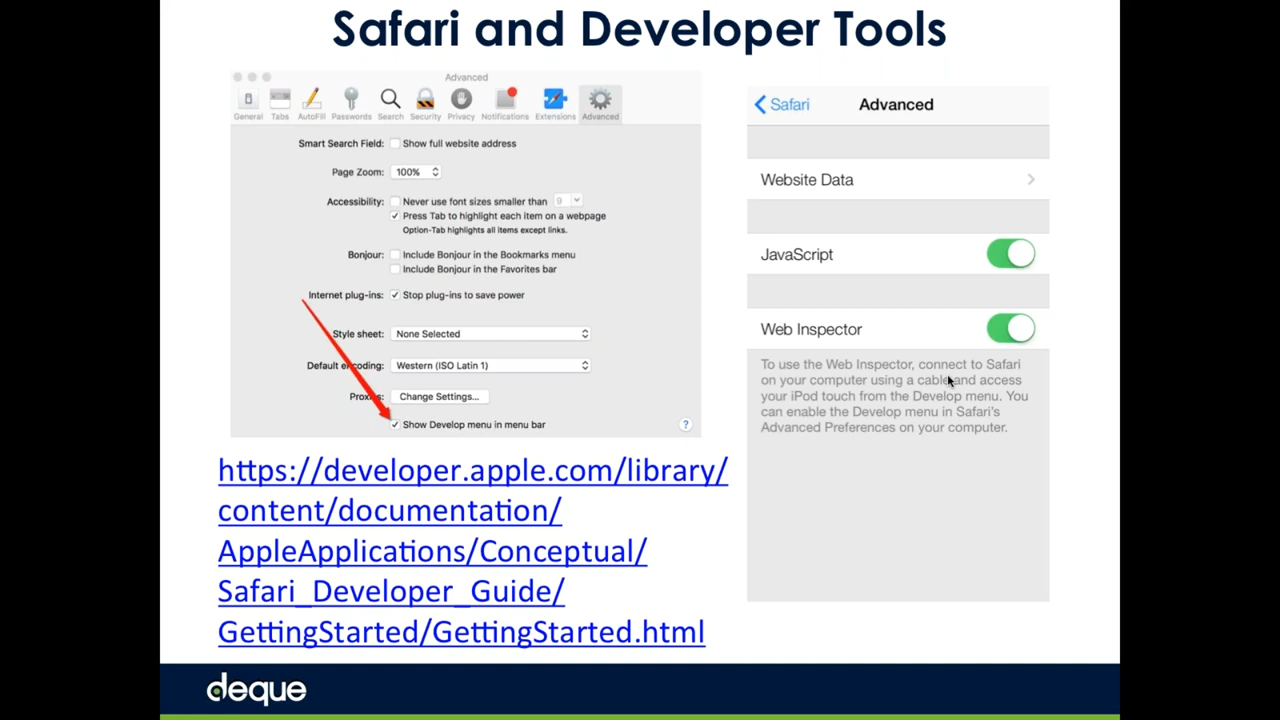 Safari and Developer Tools
Advanced
General Tabs AutoFill Passwords Search Security Privacy Notifications Extensions Advanced
Smart Search Field: Show full website address
Page Zoom: 100%
Accessibility: Never use font sizes smaller than 9
Press Tab to highlight each item on a webpage
Option-Tab highlights all items except links.
Bonjour: Include Bonjour in the Bookmarks menu
Include Bonjour in the Favorites bar
Internet plug-ins: Stop plug-ins to save power
Style sheet: None Selected
Default encoding: Western (ISO Latin 1)
Proxies: Change Settings...
Show Develop menu in menu bar
?
Safari Advanced
Website Data
JavaScript
Web Inspector
To use the Web Inspector, connect to Safari
on your computer using a cable and access
your iPod touch from the Develop menu. You
can enable the Develop menu in Safari's
Advanced Preferences on your computer.
https://developer.apple.com/library/
content/documentation/
AppleApplications/Conceptual/
Safari_Developer_Guide/
GettingStarted/GettingStarted.html
deque